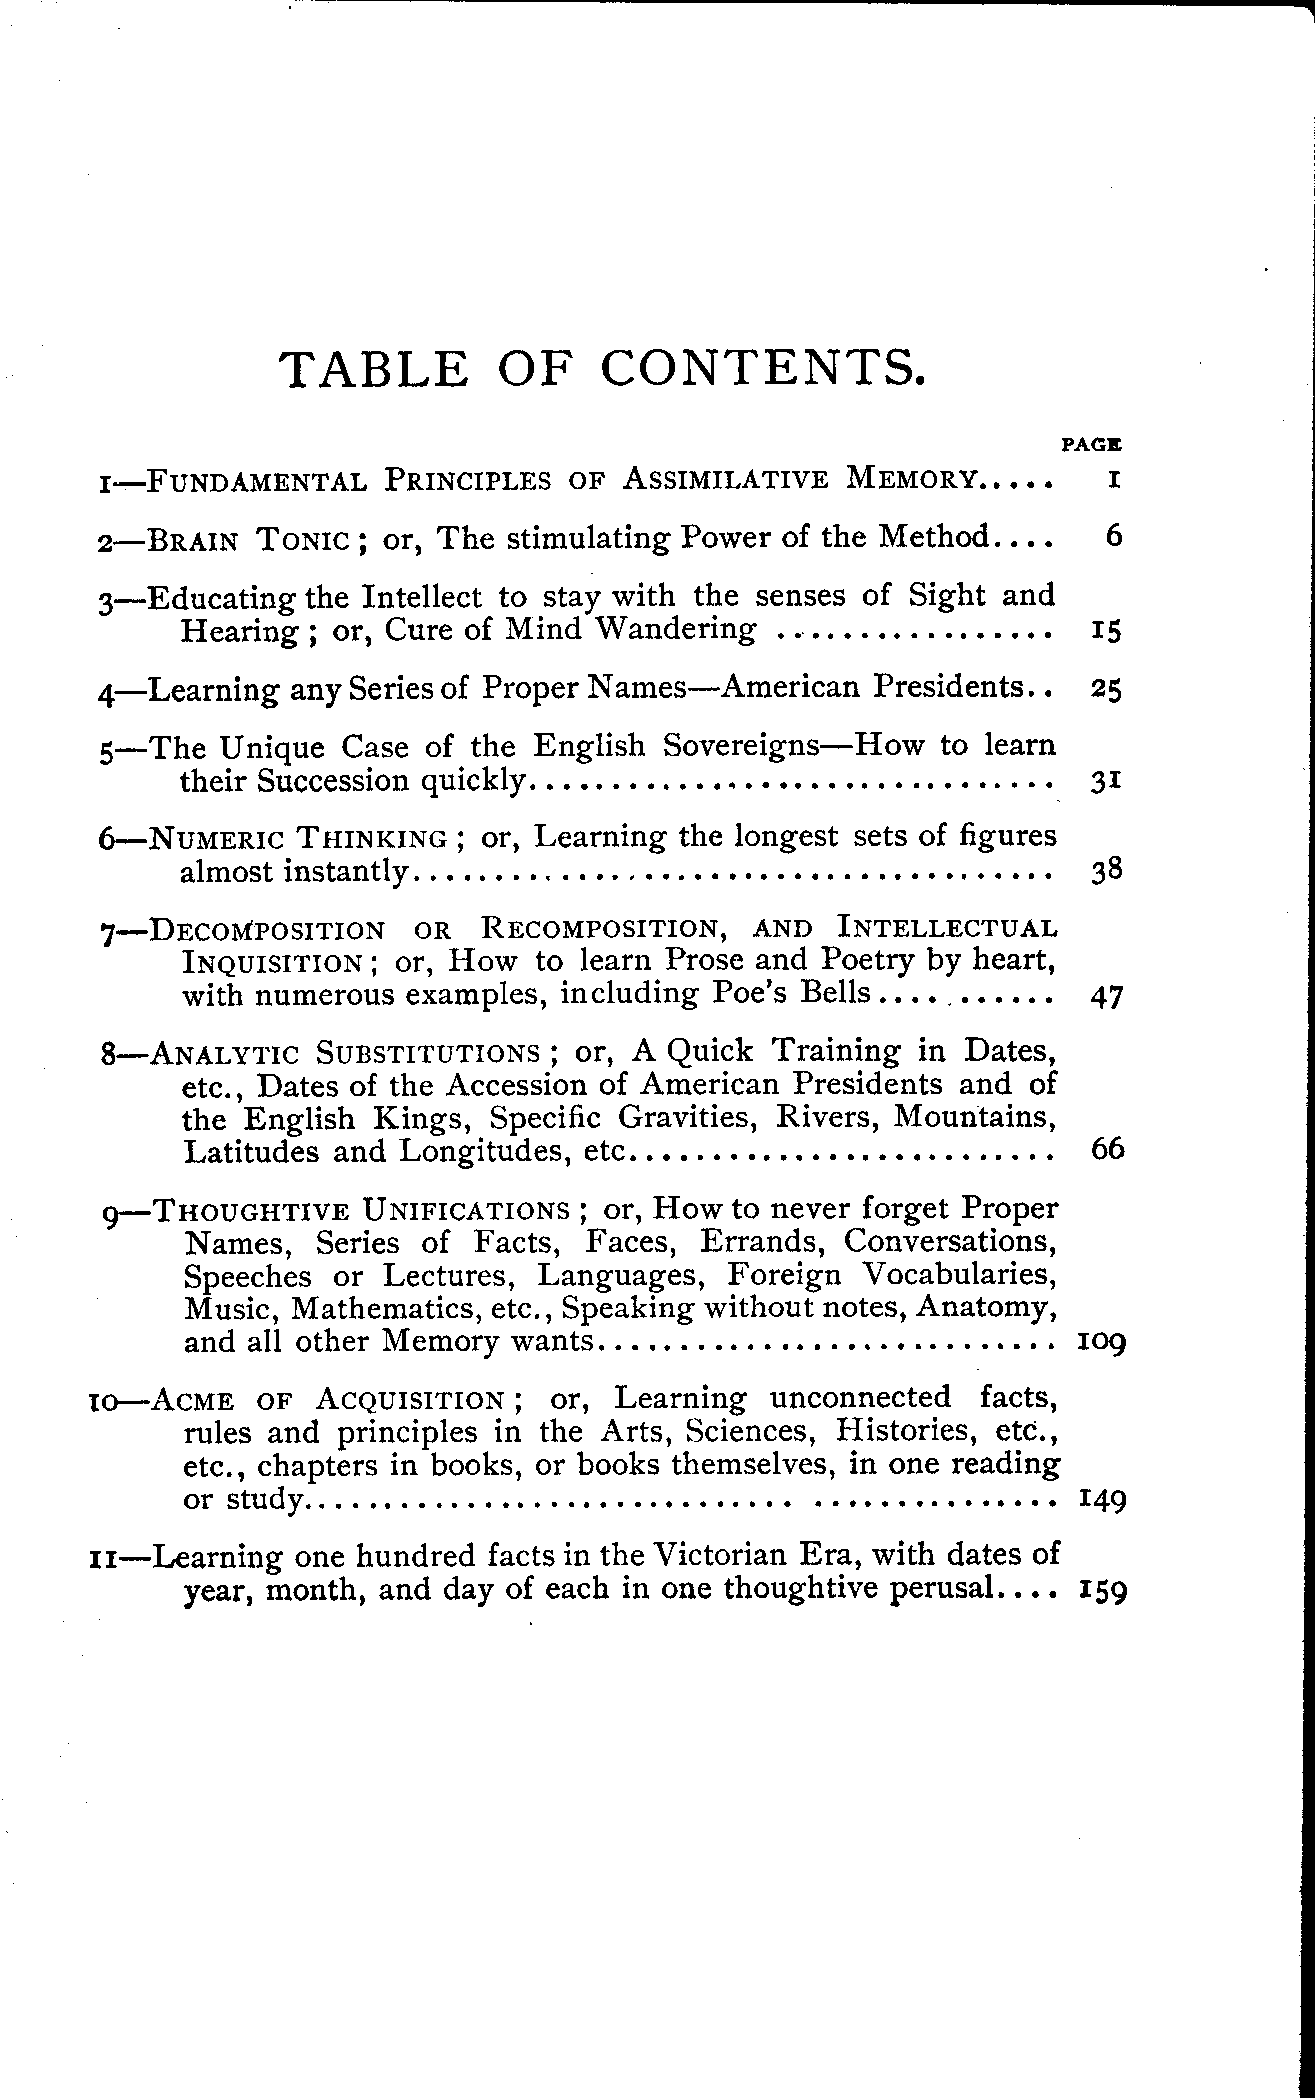 TABLE OF CONTENTS.
PAGE
1—FUNDAMENTAL PRINCIPLES OF ASSIMILATIVE MEMORY..... 1
2—BRAIN TONIC; or, The stimulating Power of the Method.... 6
3—Educating the Intellect to stay with the senses of Sight and
Hearing; or, Cure of Mind Wandering ................. 15
4—Learning any Series of Proper Names—American Presidents.. 25
5—The Unique Case of the English Sovereigns—How to learn
their Succession quickly................................ 31
6—NUMERIC THINKING; or, Learning the longest sets of figures
almost instantly....................................... 38
7—DECOMPOSITION OR RECOMPOSITION, AND INTELLECTUAL
INQUISITION; or, How to learn Prose and Poetry by heart,
with numerous examples, including Poe's Bells........... 47
8—ANALYTIC SUBSTITUTIONS; or, A Quick Training in Dates,
etc., Dates of the Accession of American Presidents and of
the English Kings, Specific Gravities, Rivers, Mountains,
Latitudes and Longitudes, etc.......................... 66
9—THOUGHTIVE UNIFICATIONS; or, How to never forget Proper
Names, Series of Facts, Faces, Errands, Conversations,
Speeches or Lectures, Languages, Foreign Vocabularies,
Music, Mathematics, etc., Speaking without notes, Anatomy,
and all other Memory wants............................ 109
10—ACME OF ACQUISITION; or, Learning unconnected facts,
rules and principles in the Arts, Sciences, Histories, etc.,
etc., chapters in books, or books themselves, in one reading
or study............................. ............... 149
11—Learning one hundred facts in the Victorian Era, with dates of
year, month, and day of each in one thoughtive perusal.... 159